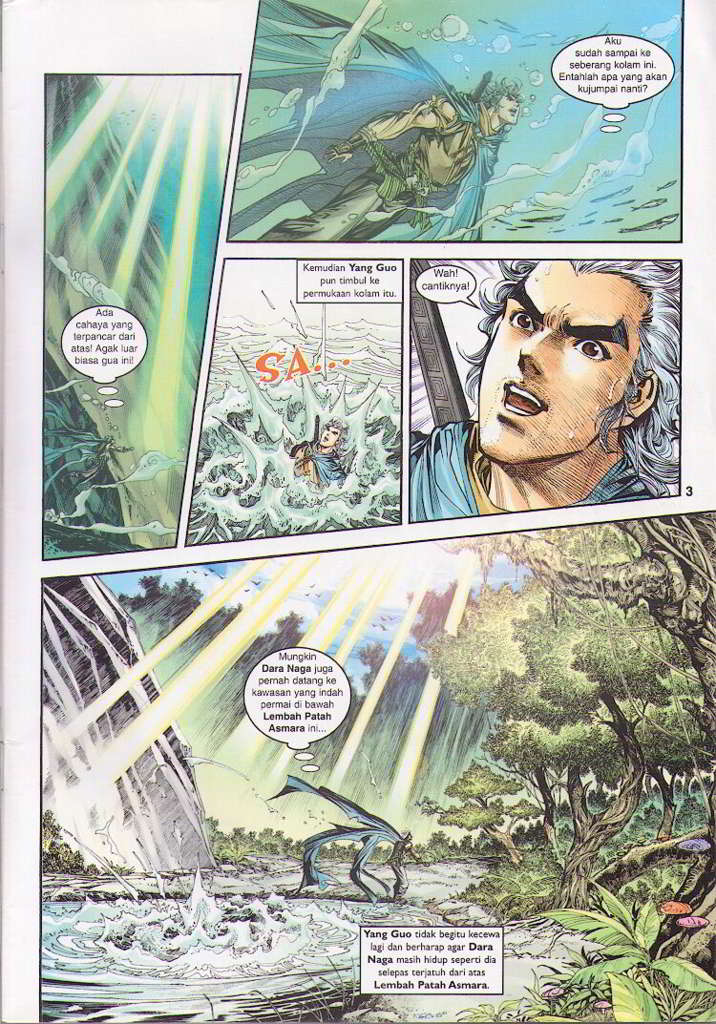 Aku
sudah sampai ke
seberang kolam ini.
Entahlah apa yang akan
kujumpai nanti?
Ada
cahaya yang
terpancar dari
atas! Agak luar
biasa gua ini!
Kemudian Yang Guo
pun timbul ke
permukaan kolam itu.
SA...
Wah!
cantiknya!
3
Mungkin
Dara Naga juga
pernah datang ke
kawasan yang indah
permai di bawah
Lembah Patah
Asmara ini...
Yang Guo tidak begitu kecewa
lagi dan berharap agar Dara
Naga masih hidup seperti dia
selepas terjatuh dari atas
Lembah Patah Asmara.